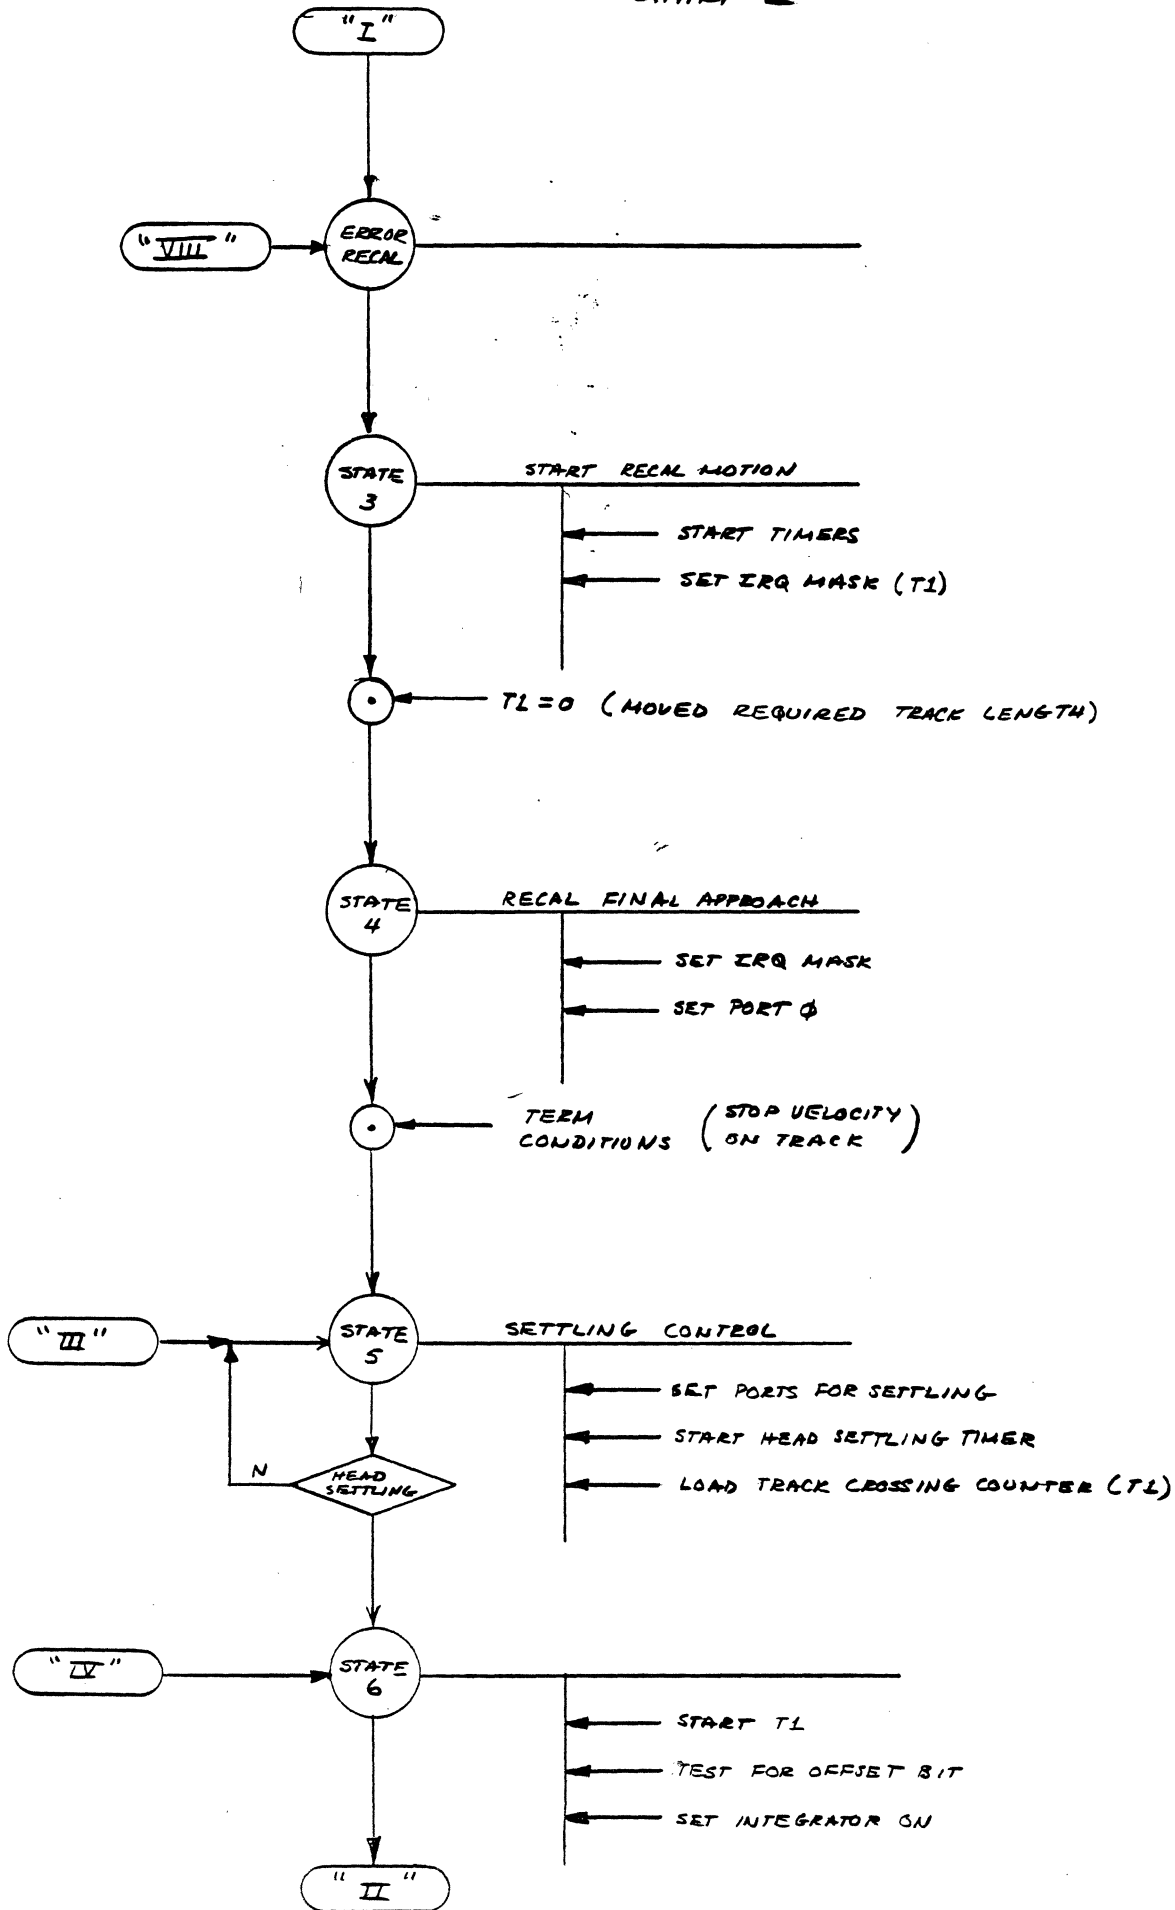 "I"
"VIII"
ERROR
RECAL
STATE
3
START RECAL MOTION
START TIMERS
SET IRQ MASK (T1)
T1 = 0 (MOVED REQUIRED TRACK LENGTH)
STATE
4
RECAL FINAL APPROACH
SET IRQ MASK
SET PORT Ø
TERM
CONDITIONS
(STOP VELOCITY
ON TRACK)
"III"
STATE
5
SETTLING CONTROL
SET PORTS FOR SETTLING
START HEAD SETTLING TIMER
LOAD TRACK CROSSING COUNTER (T1)
N
HEAD
SETTLING
"IV"
STATE
6
START T1
TEST FOR OFFSET BIT
SET INTEGRATOR ON
"II"